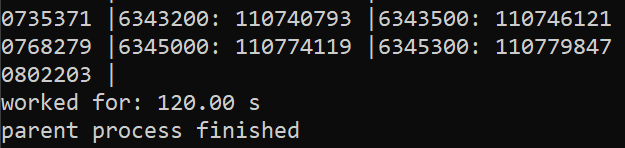 0735371 |6343200: 110740793 |6343500: 110746121
0768279 |6345000: 110774119 |6345300: 110779847
0802203 |
worked for: 120.00 s
parent process finished